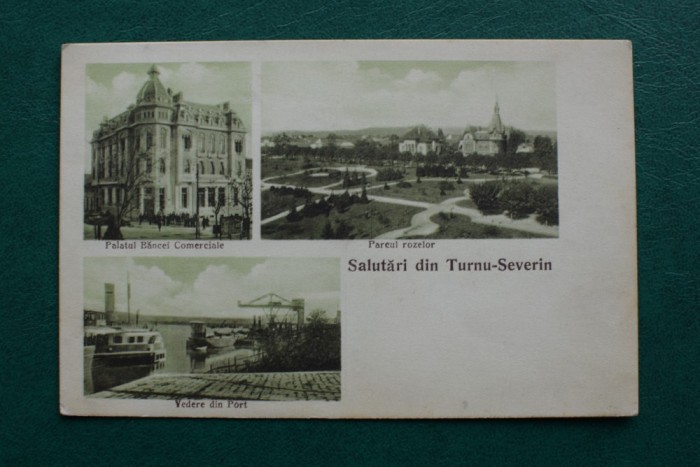 Palatul Băncei Comerciale
Parcul rozelor
Salutări din Turnu-Severin
Vedere din Port